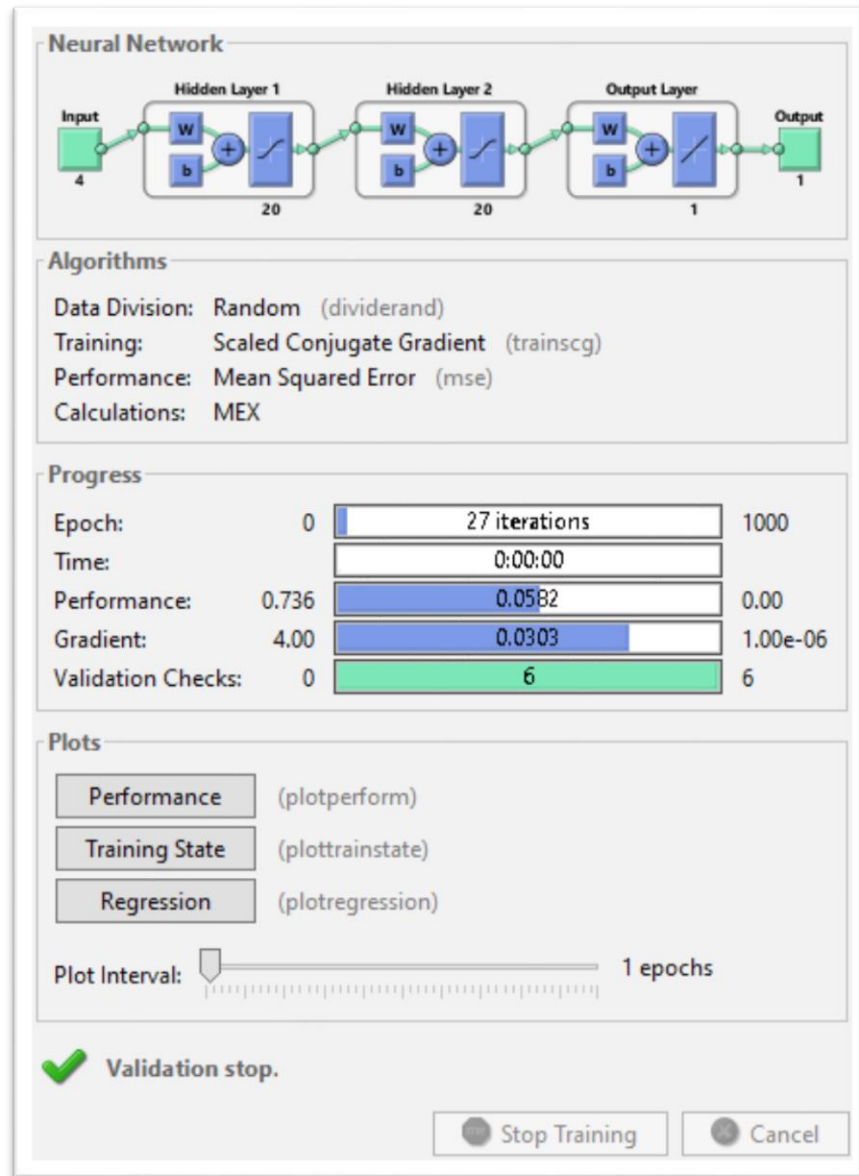 Neural Network
Hidden Layer 1 Hidden Layer 2 Output Layer
Input Output
W W W
+ + +
b b b
4 1
20 20 1
Algorithms
Data Division: Random (dividerand)
Training: Scaled Conjugate Gradient (trainscg)
Performance: Mean Squared Error (mse)
Calculations: MEX
Progress
Epoch: 0 27 iterations 1000
Time: 0:00:00
Performance: 0.736 0.0582 0.00
Gradient: 4.00 0.0303 1.00e-06
Validation Checks: 0 6 6
Plots
Performance (plotperform)
Training State (plottrainstate)
Regression (plotregression)
Plot Interval: 1 epochs
Validation stop.
Stop Training Cancel